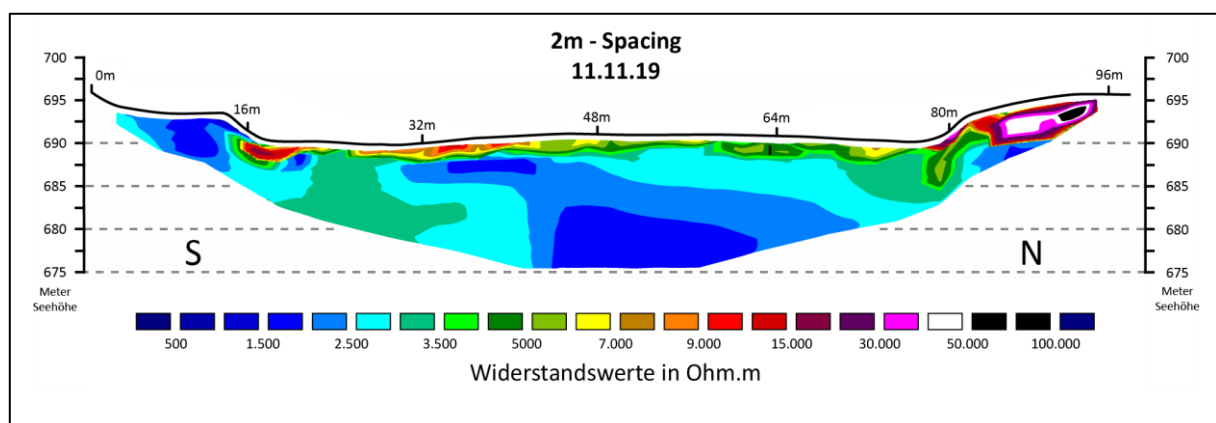 2m - Spacing
11.11.19
700
695
690
685
680
675
Meter
Seehöhe
0m
16m
32m
48m
64m
80m
96m
S
N
700
695
690
685
680
675
Meter
Seehöhe
500 1.500 2.500 3.500 5000 7.000 9.000 15.000 30.000 50.000 100.000
Widerstandswerte in Ohm.m